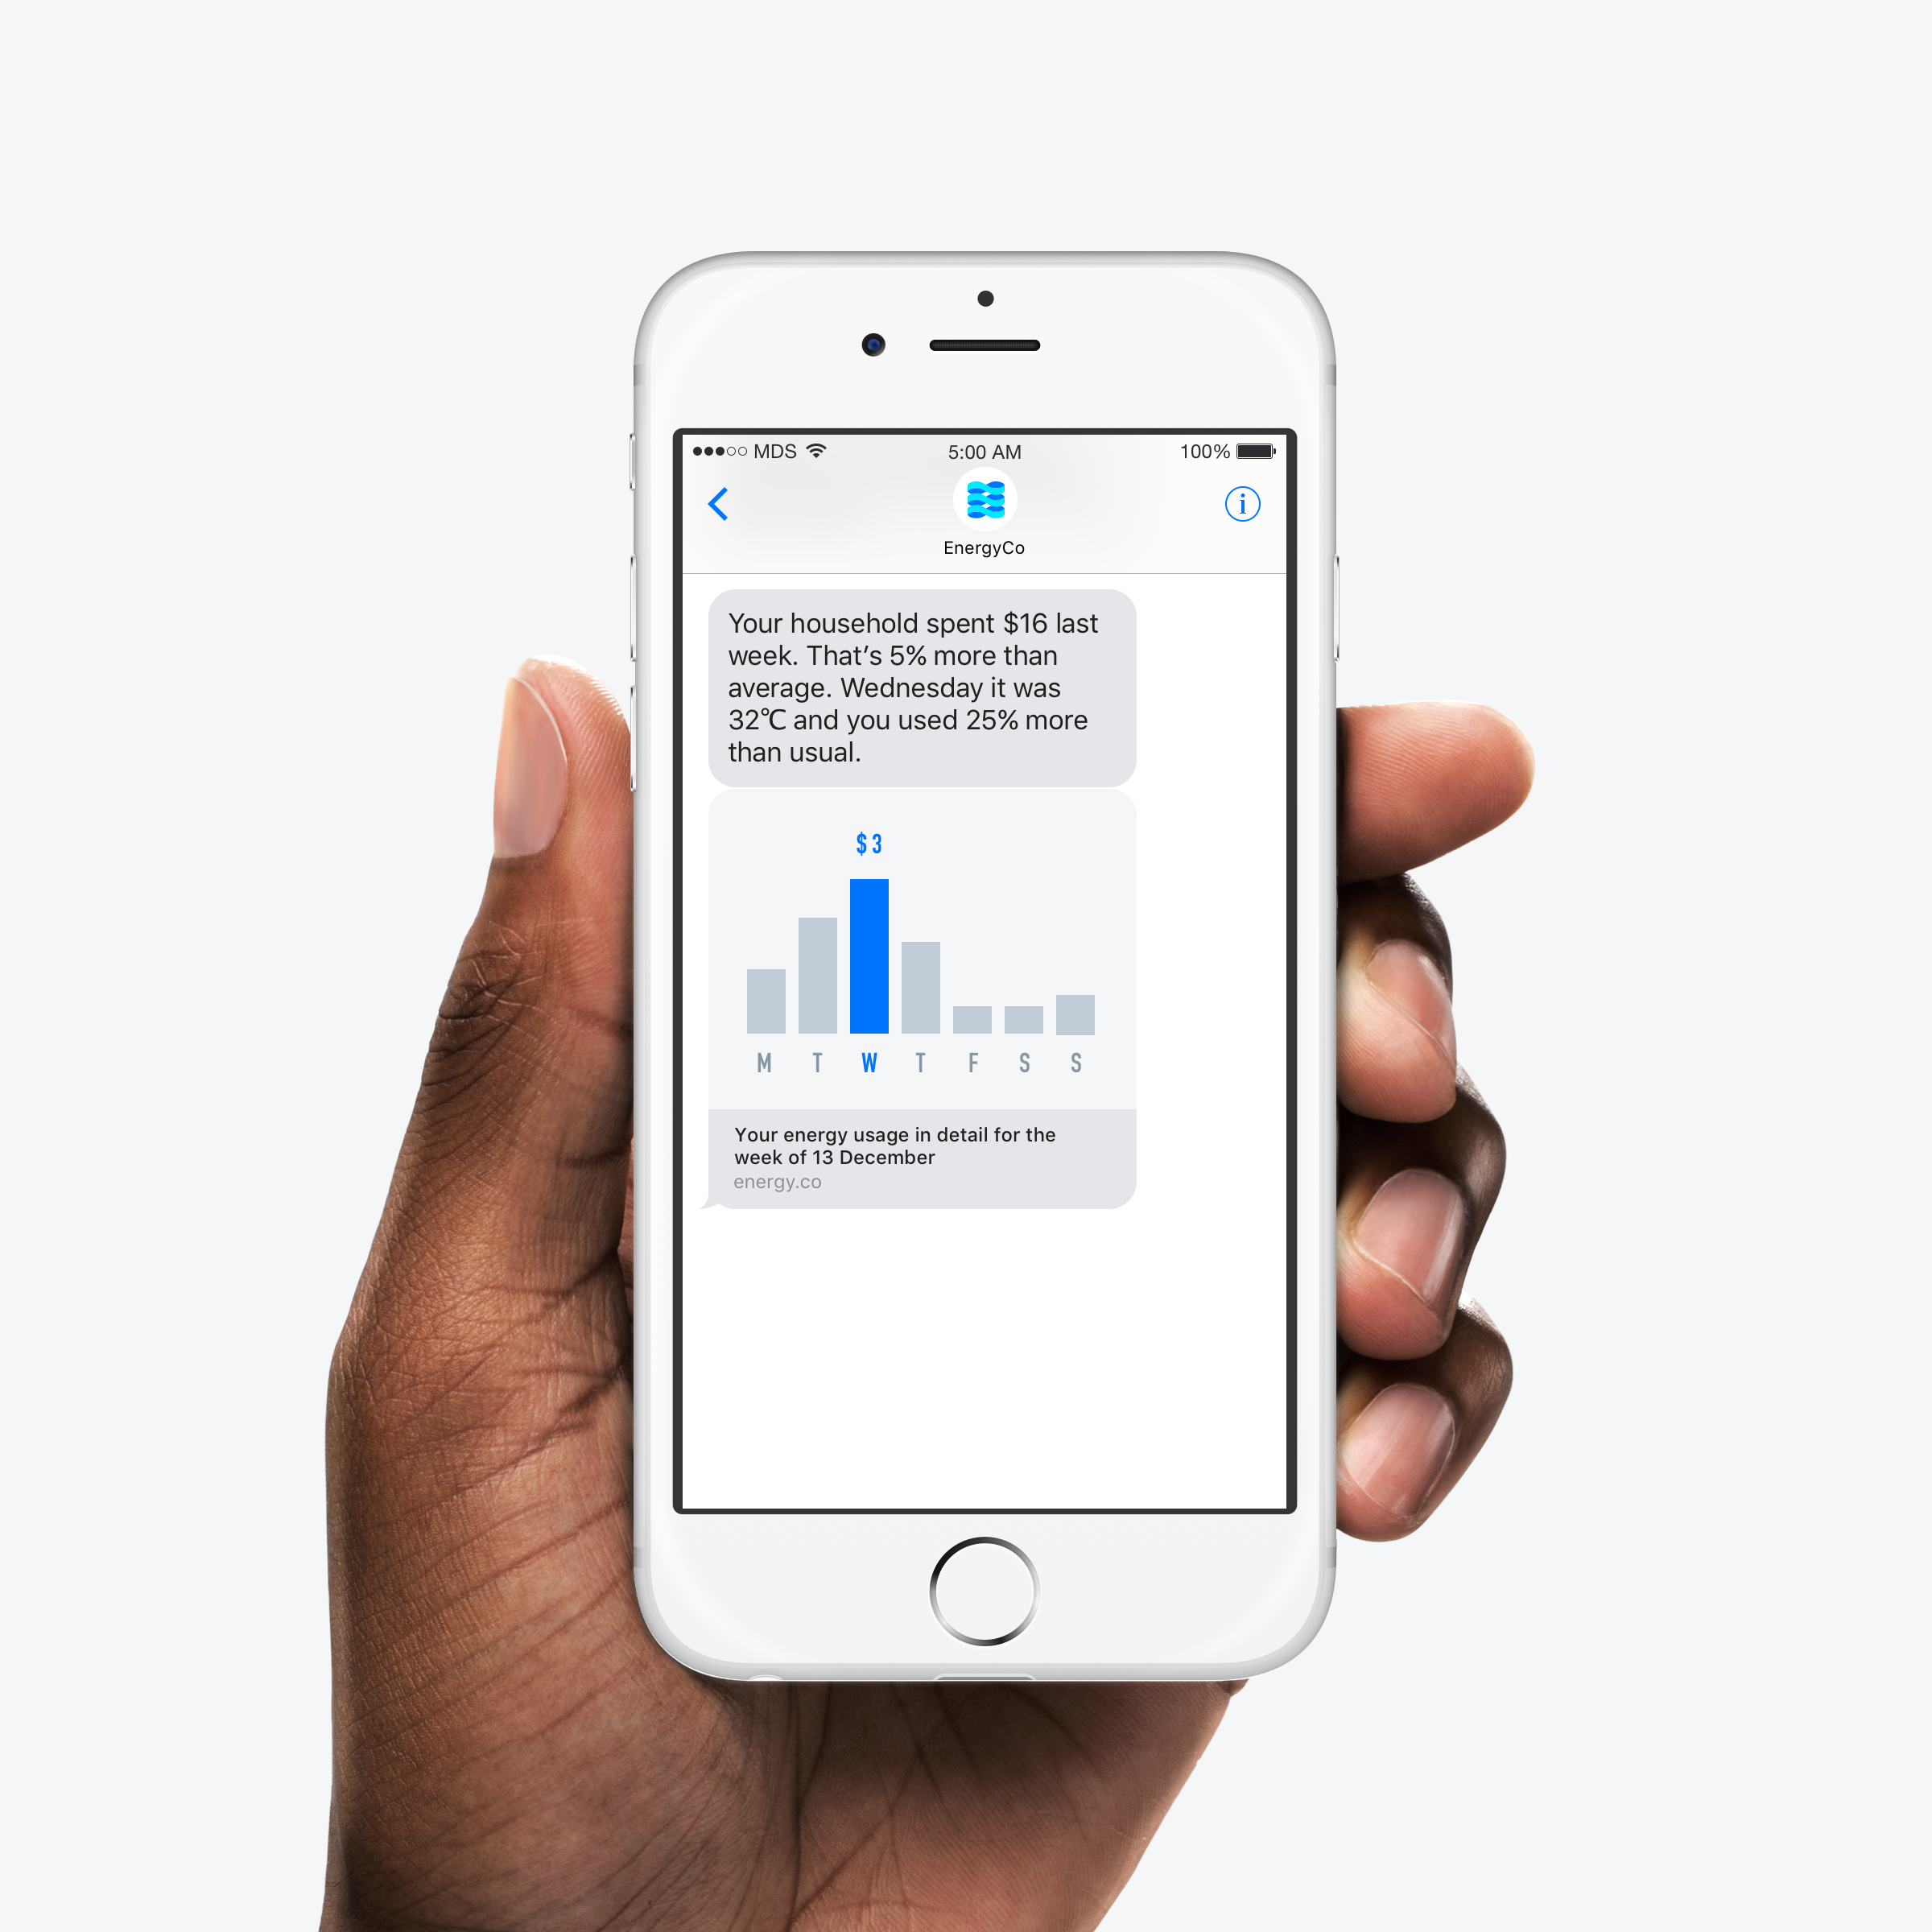 MDS
5:00 AM
100%
EnergyCo
Your household spent $16 last
week. That’s 5% more than
average. Wednesday it was
32℃ and you used 25% more
than usual.
$3
M T W T F S S
Your energy usage in detail for the
week of 13 December
energy.co